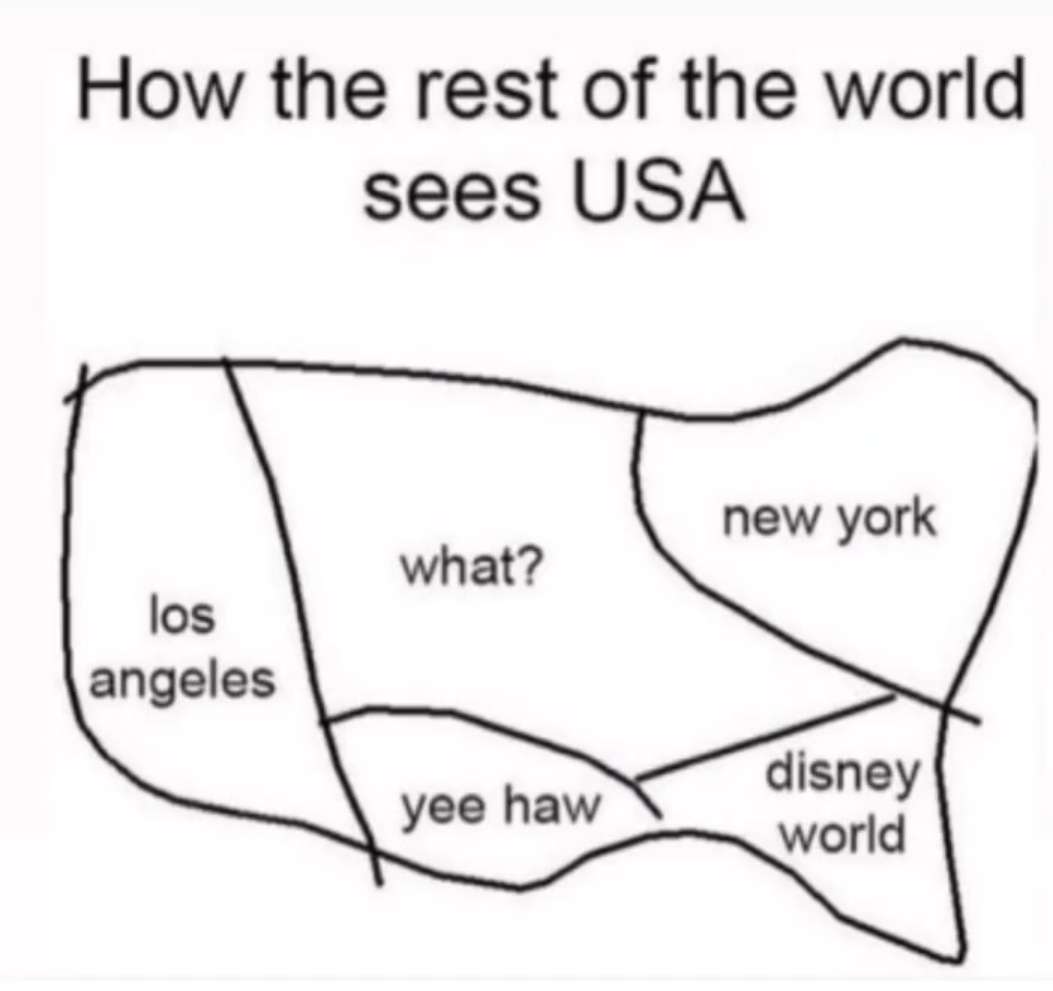 How the rest of the world
sees USA
new york
what?
los
angeles
disney
world
yee haw